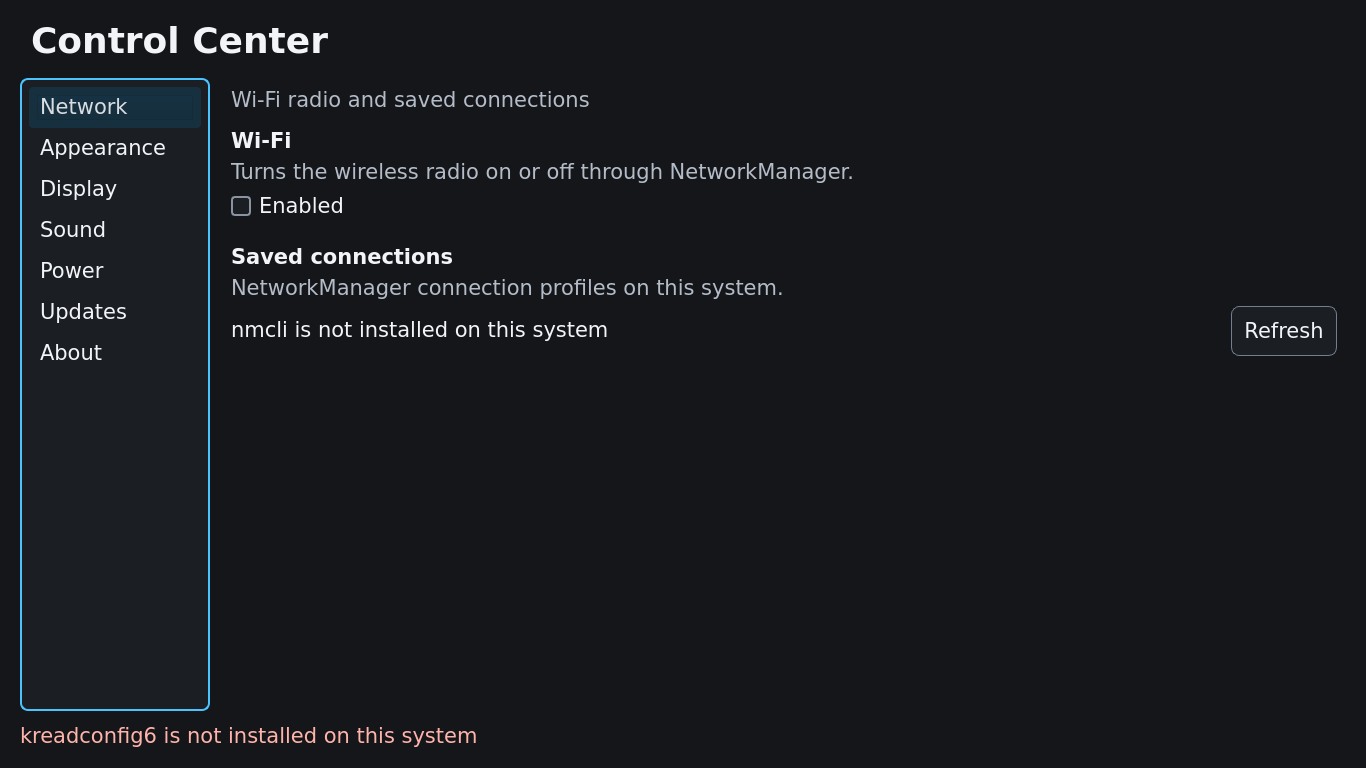 Control Center
Network
Appearance
Display
Sound
Power
Updates
About
Wi-Fi radio and saved connections
Wi-Fi
Turns the wireless radio on or off through NetworkManager.
Enabled
Saved connections
NetworkManager connection profiles on this system.
nmcli is not installed on this system
Refresh
kreadconfig6 is not installed on this system